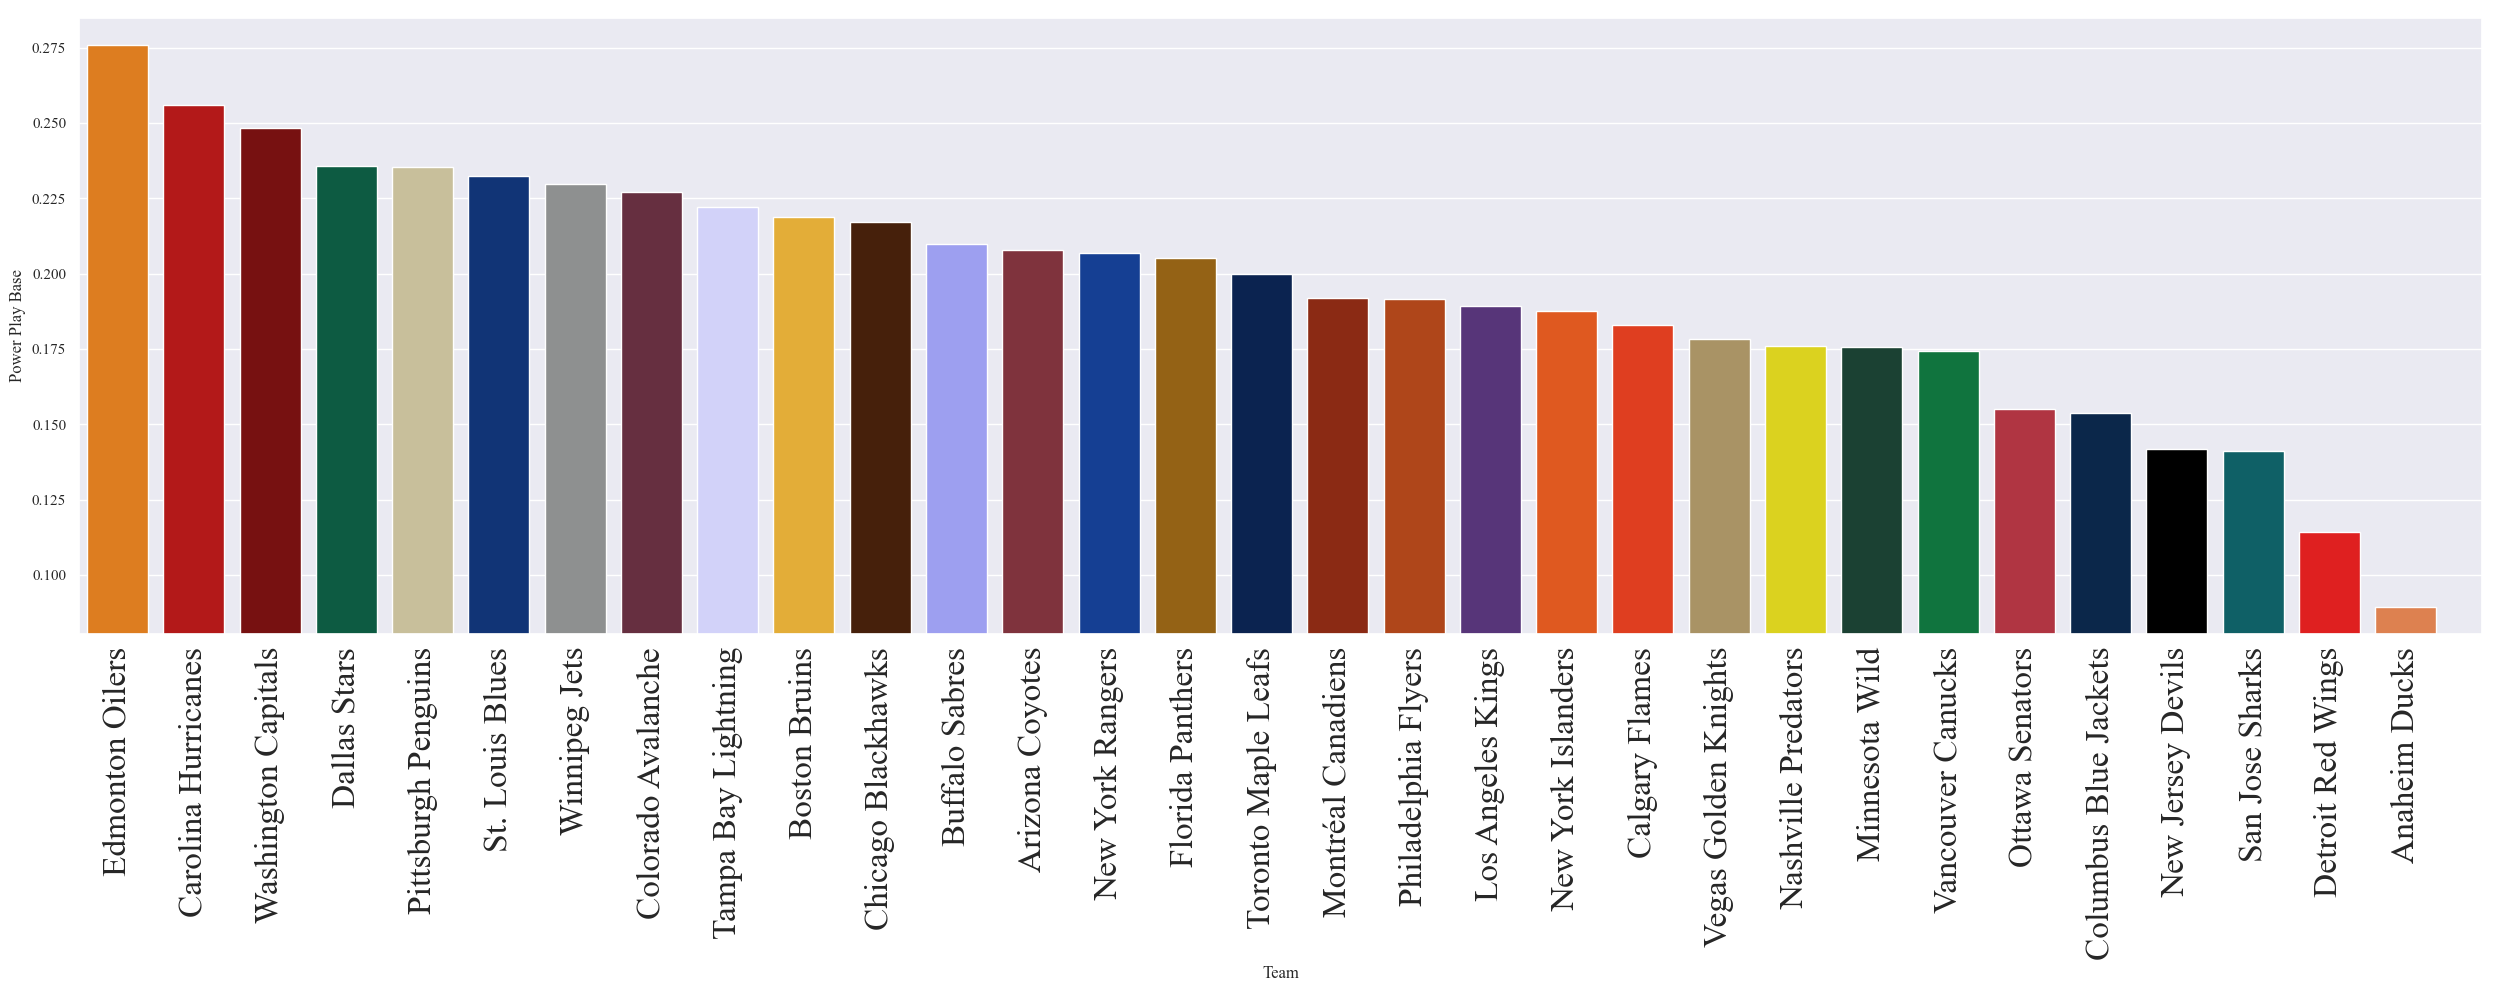 0.275
0.250
0.225
0.200
0.175
0.150
0.125
0.100
Power Play Base
Edmonton Oilers
Carolina Hurricanes
Washington Capitals
Dallas Stars
Pittsburgh Penguins
St. Louis Blues
Winnipeg Jets
Colorado Avalanche
Tampa Bay Lightning
Boston Bruins
Chicago Blackhawks
Buffalo Sabres
Arizona Coyotes
New York Rangers
Florida Panthers
Toronto Maple Leafs
Montréal Canadiens
Philadelphia Flyers
Los Angeles Kings
New York Islanders
Calgary Flames
Vegas Golden Knights
Nashville Predators
Minnesota Wild
Vancouver Canucks
Ottawa Senators
Columbus Blue Jackets
New Jersey Devils
San Jose Sharks
Detroit Red Wings
Anaheim Ducks
Team